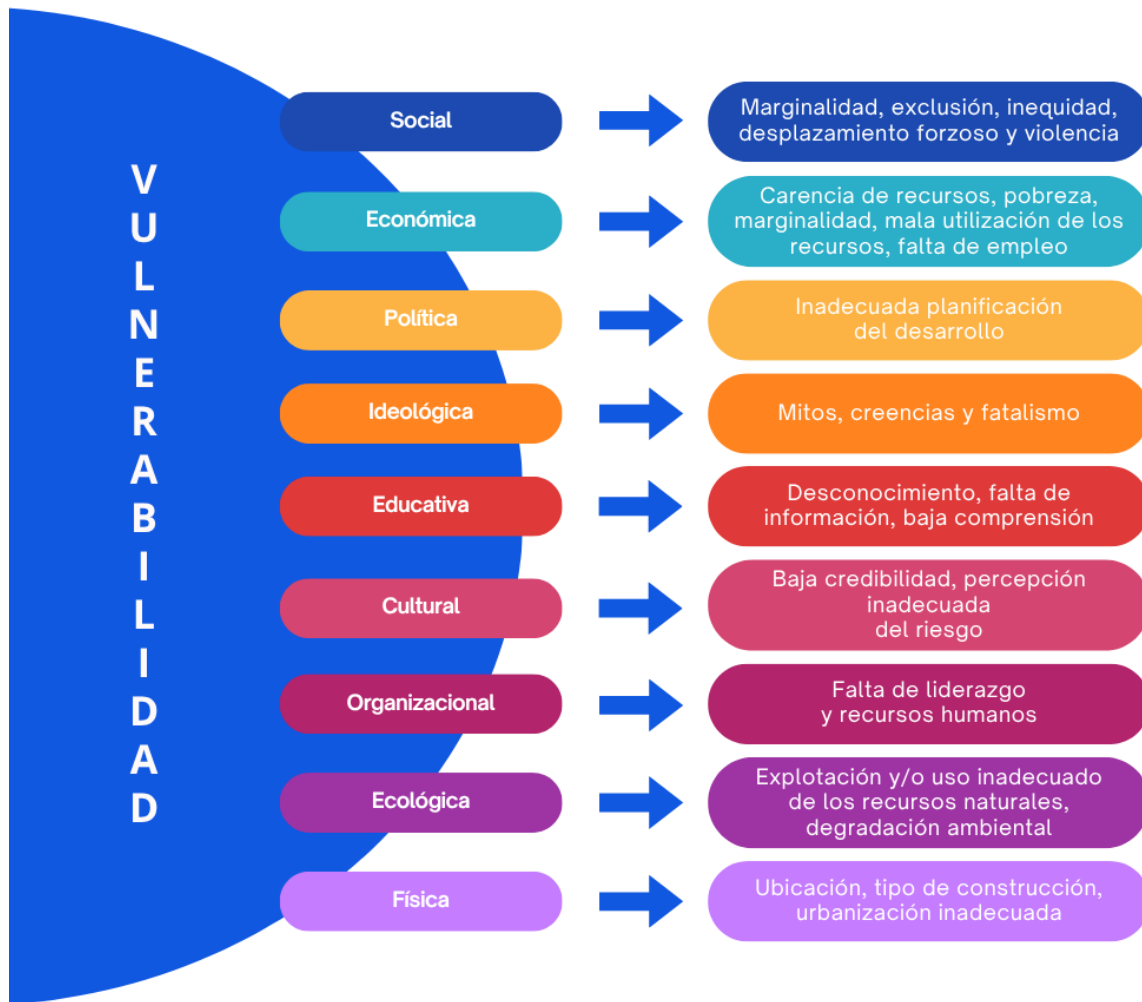 VULNERABILIDAD
Social
Marginalidad, exclusión, inequidad,
desplazamiento forzoso y violencia
Económica
Carencia de recursos, pobreza,
marginalidad, mala utilización de los
recursos, falta de empleo
Política
Inadecuada planificación
del desarrollo
Ideológica
Mitos, creencias y fatalismo
Educativa
Desconocimiento, falta de
información, baja comprensión
Cultural
Baja credibilidad, percepción
inadecuada
del riesgo
Organizacional
Falta de liderazgo
y recursos humanos
Ecológica
Explotación y/o uso inadecuado
de los recursos naturales,
degradación ambiental
Física
Ubicación, tipo de construcción,
urbanización inadecuada